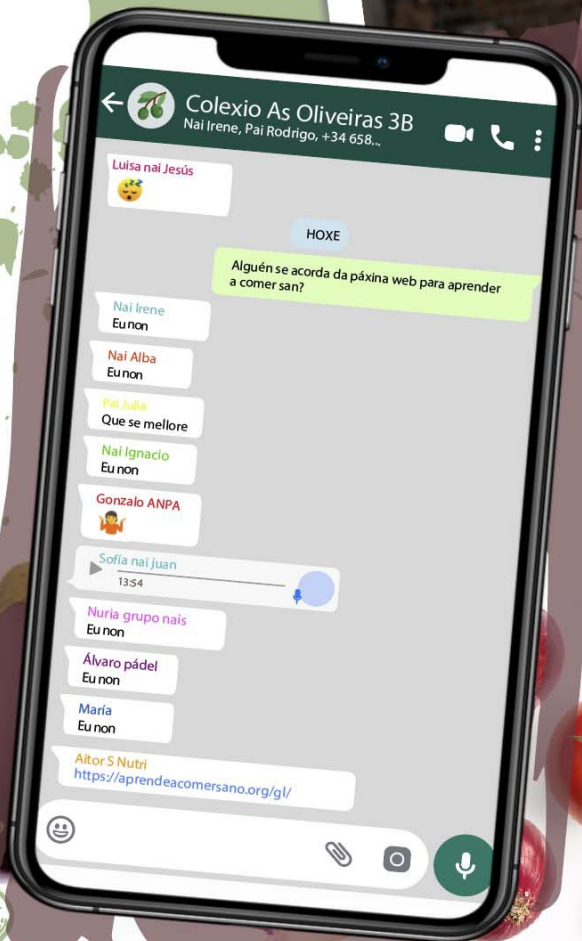 Colexio As Oliveiras 3B
Nai Irene, Pai Rodrigo, +34 658...
Luisa nai Jesús
HOXE
Alguén se acorda da páxina web para aprender
a comer san?
Nai Irene
Eu non
Nai Alba
Eu non
Pai Julia
Que se mellore
Nai Ignacio
Eu non
Gonzalo ANPA
Sofía nai juan
13:54
Nuria grupo nais
Eu non
Álvaro pádel
Eu non
María
Eu non
Aitor S Nutri
https://aprendeacomersano.org/gl/